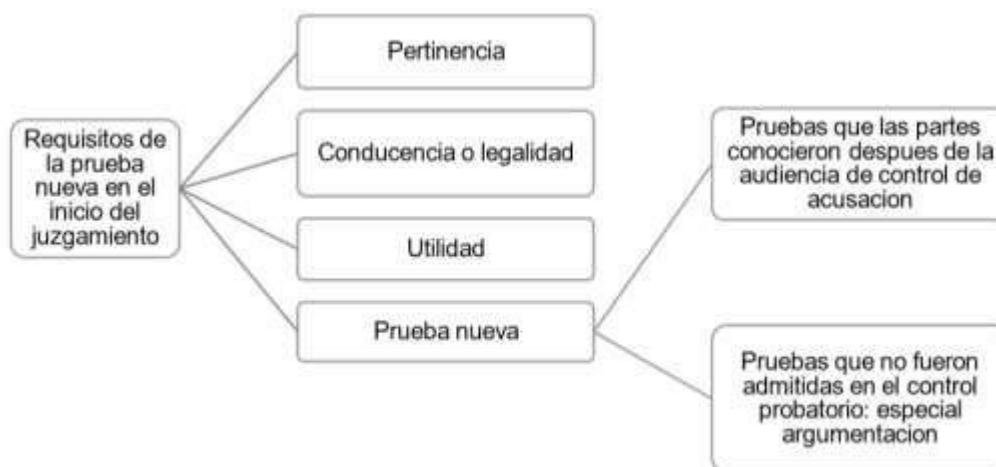 Requisitos de
la prueba
nueva en el
inicio del
juzgamiento
Pertinencia
Conducencia o legalidad
Utilidad
Prueba nueva
Pruebas que las partes
conocieron despues de la
audiencia de control de
acusacion
Pruebas que no fueron
admitidas en el control
probatorio: especial
argumentacion